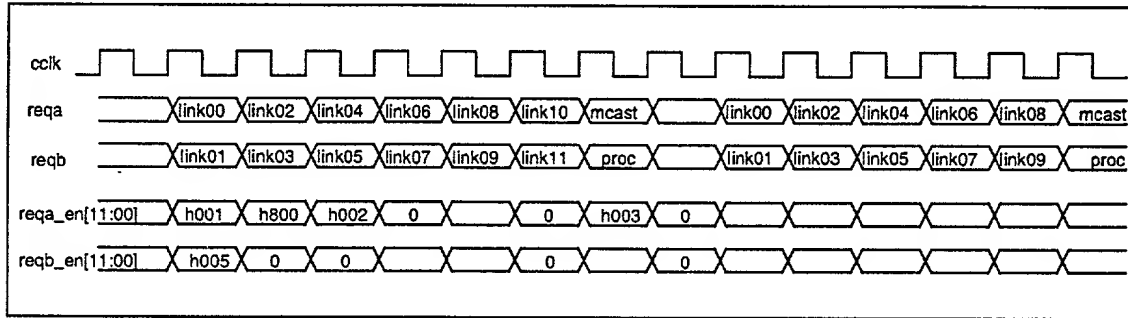 cclk
reqa link00 link02 link04 link06 link08 link10 mcast link00 link02 link04 link06 link08 mcast
reqb link01 link03 link05 link07 link09 link11 proc link01 link03 link05 link07 link09 proc
reqa_en[11:00] h001 h800 h002 0 0 h003 0
reqb_en[11:00] h005 0 0 0 0